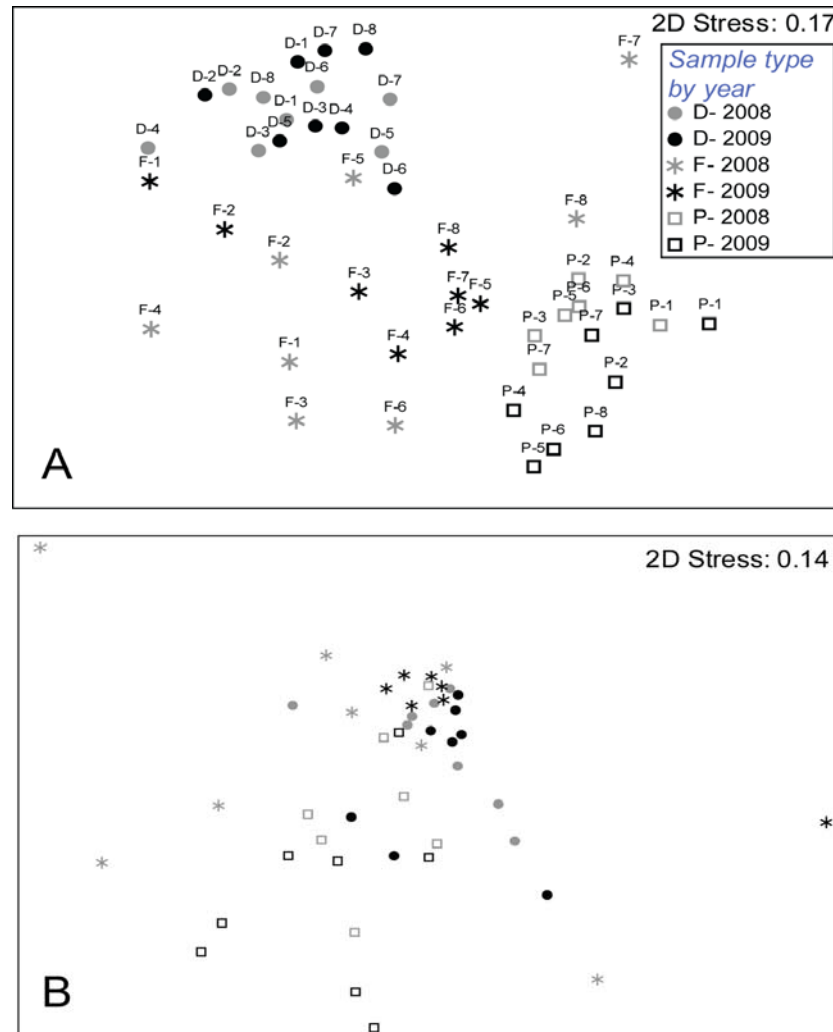 2D Stress: 0.17
Sample type
by year
D- 2008
D- 2009
F- 2008
F- 2009
P- 2008
P- 2009
D-8
D-7
D-1
F-7
D-6
D-2
D-2
D-8
D-7
D-1
D-3
D-4
D-5
D-4
D-3
D-5
F-1
F-5
D-6
F-8
F-2
F-8
F-2
P-2
P-4
F-3
F-7
F-5
P-6
P-3
P-5
P-1
P-1
F-4
F-6
P-3
P-7
F-4
F-1
P-7
P-2
P-4
F-3
F-6
P-8
P-6
P-5
A
2D Stress: 0.14
B